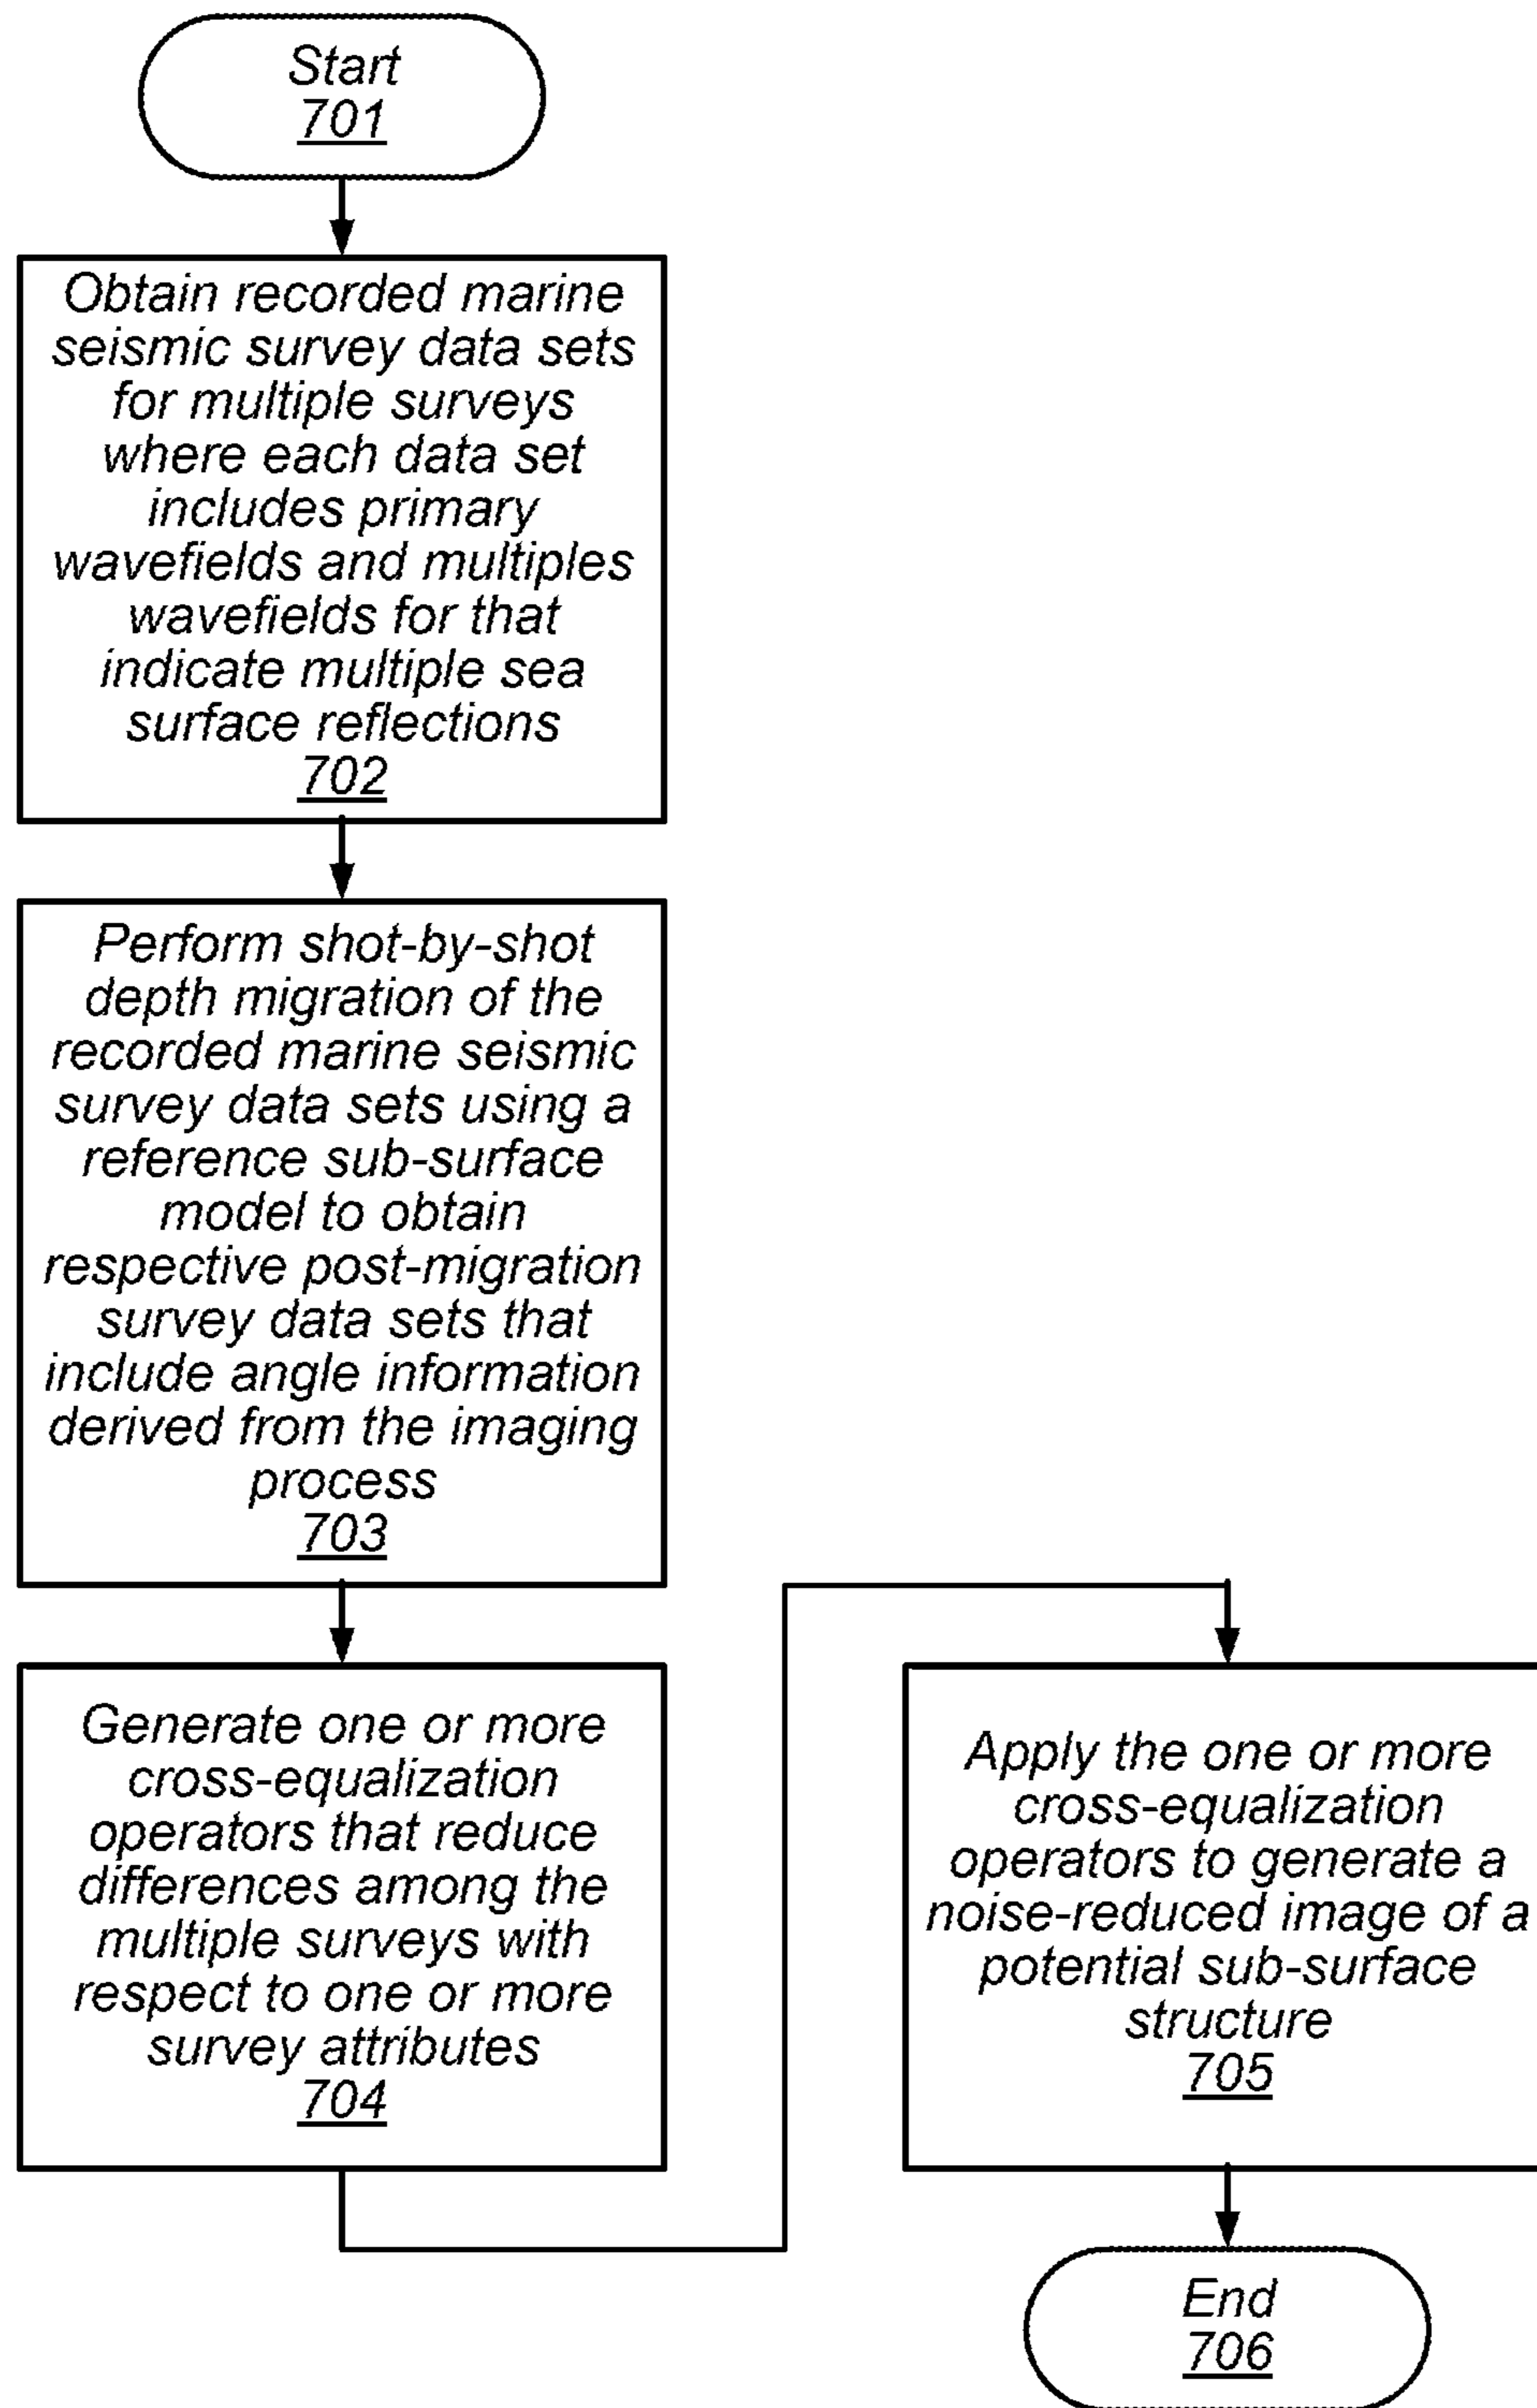 Start
701
Obtain recorded marine
seismic survey data sets
for multiple surveys
where each data set
includes primary
wavefields and multiples
wavefields for that
indicate multiple sea
surface reflections
702
Perform shot-by-shot
depth migration of the
recorded marine seismic
survey data sets using a
reference sub-surface
model to obtain
respective post-migration
survey data sets that
include angle information
derived from the imaging
process
703
Generate one or more
cross-equalization
operators that reduce
differences among the
multiple surveys with
respect to one or more
survey attributes
704
Apply the one or more
cross-equalization
operators to generate a
noise-reduced image of a
potential sub-surface
structure
705
End
706